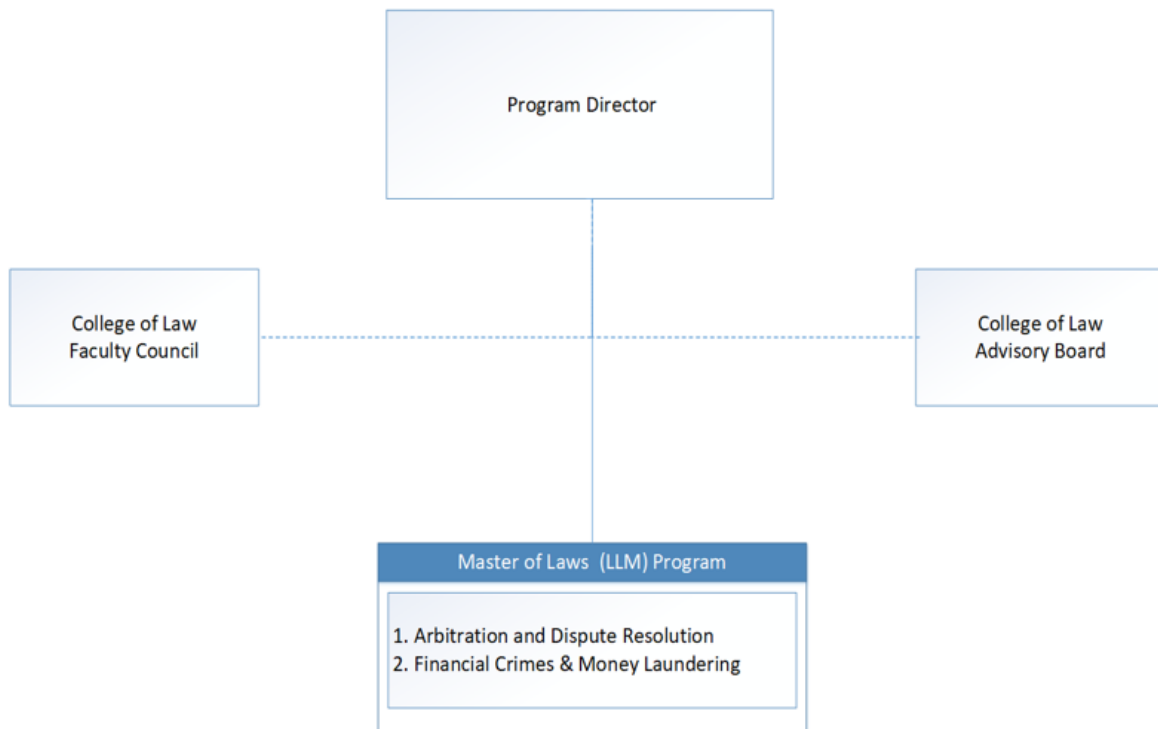 Program Director
College of Law
Faculty Council
College of Law
Advisory Board
Master of Laws (LLM) Program
1. Arbitration and Dispute Resolution
2. Financial Crimes & Money Laundering